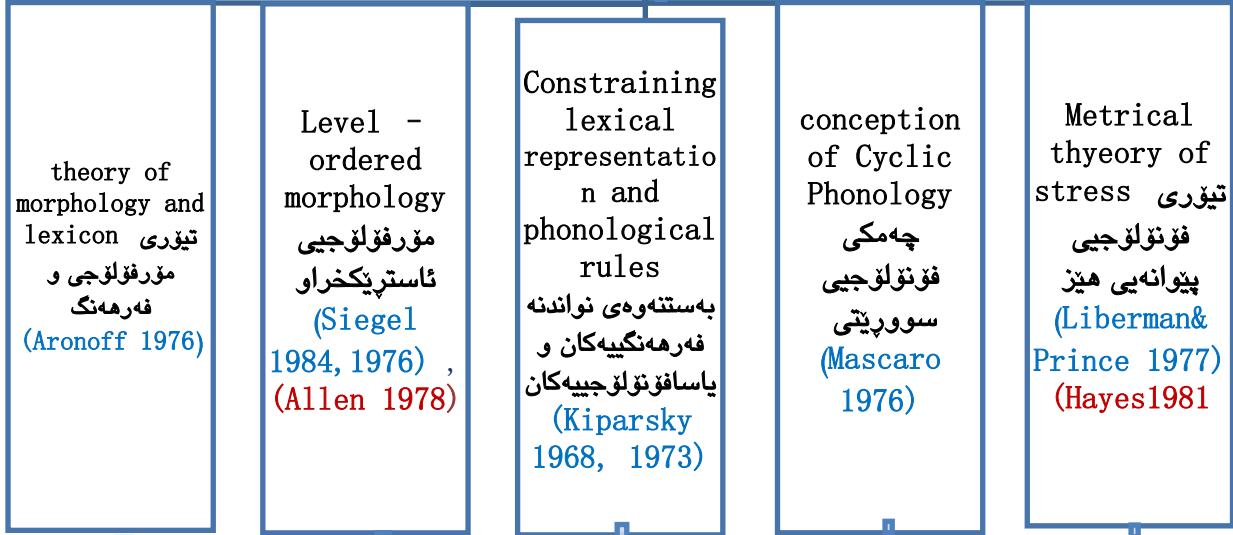 theory of
morphology and
lexicon تیۆری
مۆرفۆلۆجی و
فەرهەنگ
(Aronoff 1976)
Level -
ordered
morphology
مۆرفۆلۆجیی
ئاستڕێکخراو
(Siegel
1984,1976) ,
(Allen 1978)
Constraining
lexical
representatio
n and
phonological
rules
بەستنەوەی نواندنە
فەرهەنگییەکان و
یاسافۆنۆلۆجییەکان
(Kiparsky
1968, 1973)
conception
of Cyclic
Phonology
چەمکی
فۆنۆلۆجیی
سووڕێتی
(Mascaro
1976)
Metrical
thyeory of
stress تیۆری
فۆنۆلۆجیی
پێوانەیی هێز
(Liberman&
Prince 1977)
(Hayes1981